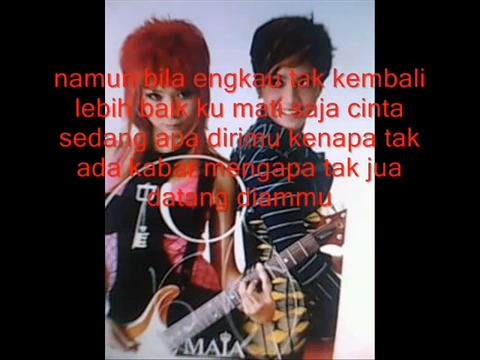 namun bila engkau tak kembali
lebih baik ku mati saja cinta
sedang apa dirimu kenapa tak
ada kabar mengapa tak jua
datang diammu
MAIA